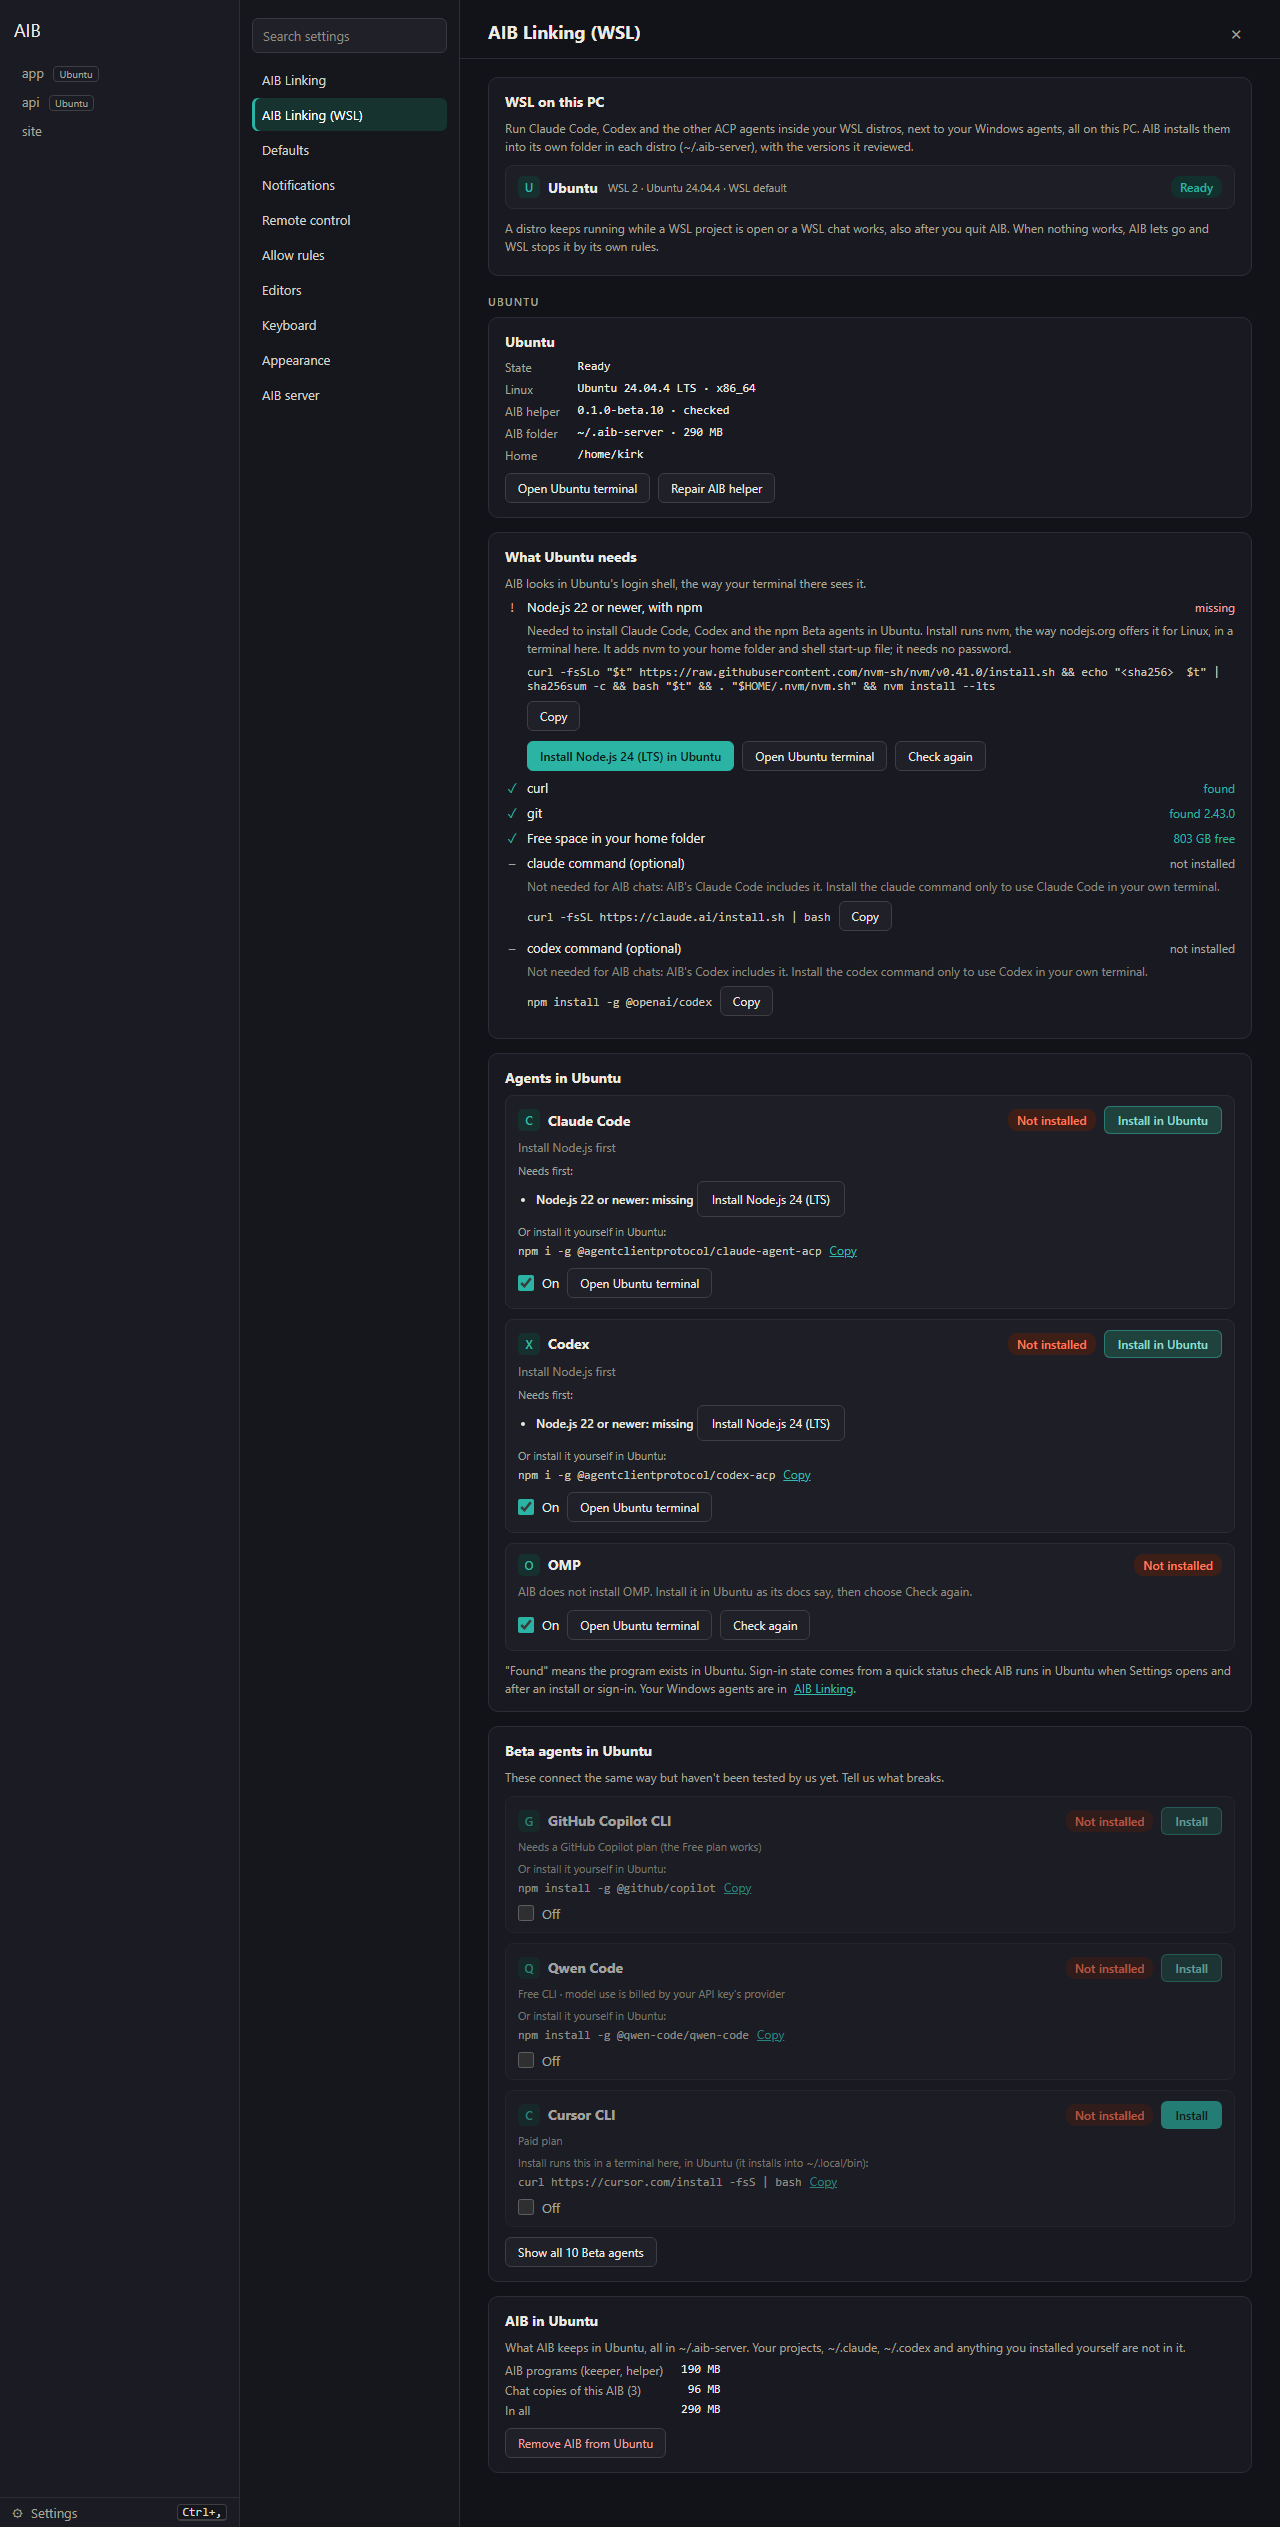 AIB
app Ubuntu
api Ubuntu
site
Settings Ctrl+,
Search settings
AIB Linking
AIB Linking (WSL)
Defaults
Notifications
Remote control
Allow rules
Editors
Keyboard
Appearance
AIB server
AIB Linking (WSL) ×
WSL on this PC
Run Claude Code, Codex and the other ACP agents inside your WSL distros, next to your Windows agents, all on this PC. AIB installs them
into its own folder in each distro (~/.aib-server), with the versions it reviewed.
U Ubuntu WSL 2 · Ubuntu 24.04.4 · WSL default Ready
A distro keeps running while a WSL project is open or a WSL chat works, also after you quit AIB. When nothing works, AIB lets go and
WSL stops it by its own rules.
UBUNTU
Ubuntu
State Ready
Linux Ubuntu 24.04.4 LTS · x86_64
AIB helper 0.1.0-beta.10 · checked
AIB folder ~/.aib-server · 290 MB
Home /home/kirk
Open Ubuntu terminal Repair AIB helper
What Ubuntu needs
AIB looks in Ubuntu's login shell, the way your terminal there sees it.
! Node.js 22 or newer, with npm missing
Needed to install Claude Code, Codex and the npm Beta agents in Ubuntu. Install runs nvm, the way nodejs.org offers it for Linux, in a
terminal here. It adds nvm to your home folder and shell start-up file; it needs no password.
curl -fsSLo "$t" https://raw.githubusercontent.com/nvm-sh/nvm/v0.41.0/install.sh && echo "<sha256>  $t" |
sha256sum -c && bash "$t" && . "$HOME/.nvm/nvm.sh" && nvm install --lts
Copy
Install Node.js 24 (LTS) in Ubuntu Open Ubuntu terminal Check again
✓ curl found
✓ git found 2.43.0
✓ Free space in your home folder 803 GB free
– claude command (optional) not installed
Not needed for AIB chats: AIB's Claude Code includes it. Install the claude command only to use Claude Code in your own terminal.
curl -fsSL https://claude.ai/install.sh | bash Copy
– codex command (optional) not installed
Not needed for AIB chats: AIB's Codex includes it. Install the codex command only to use Codex in your own terminal.
npm install -g @openai/codex Copy
Agents in Ubuntu
C Claude Code Not installed Install in Ubuntu
Install Node.js first
Needs first:
• Node.js 22 or newer: missing Install Node.js 24 (LTS)
Or install it yourself in Ubuntu:
npm i -g @agentclientprotocol/claude-agent-acp Copy
On Open Ubuntu terminal
X Codex Not installed Install in Ubuntu
Install Node.js first
Needs first:
• Node.js 22 or newer: missing Install Node.js 24 (LTS)
Or install it yourself in Ubuntu:
npm i -g @agentclientprotocol/codex-acp Copy
On Open Ubuntu terminal
O OMP Not installed
AIB does not install OMP. Install it in Ubuntu as its docs say, then choose Check again.
On Open Ubuntu terminal Check again
"Found" means the program exists in Ubuntu. Sign-in state comes from a quick status check AIB runs in Ubuntu when Settings opens and
after an install or sign-in. Your Windows agents are in AIB Linking.
Beta agents in Ubuntu
These connect the same way but haven't been tested by us yet. Tell us what breaks.
G GitHub Copilot CLI Not installed Install
Needs a GitHub Copilot plan (the Free plan works)
Or install it yourself in Ubuntu:
npm install -g @github/copilot Copy
Off
Q Qwen Code Not installed Install
Free CLI · model use is billed by your API key's provider
Or install it yourself in Ubuntu:
npm install -g @qwen-code/qwen-code Copy
Off
C Cursor CLI Not installed Install
Paid plan
Install runs this in a terminal here, in Ubuntu (it installs into ~/.local/bin):
curl https://cursor.com/install -fsS | bash Copy
Off
Show all 10 Beta agents
AIB in Ubuntu
What AIB keeps in Ubuntu, all in ~/.aib-server. Your projects, ~/.claude, ~/.codex and anything you installed yourself are not in it.
AIB programs (keeper, helper) 190 MB
Chat copies of this AIB (3) 96 MB
In all 290 MB
Remove AIB from Ubuntu